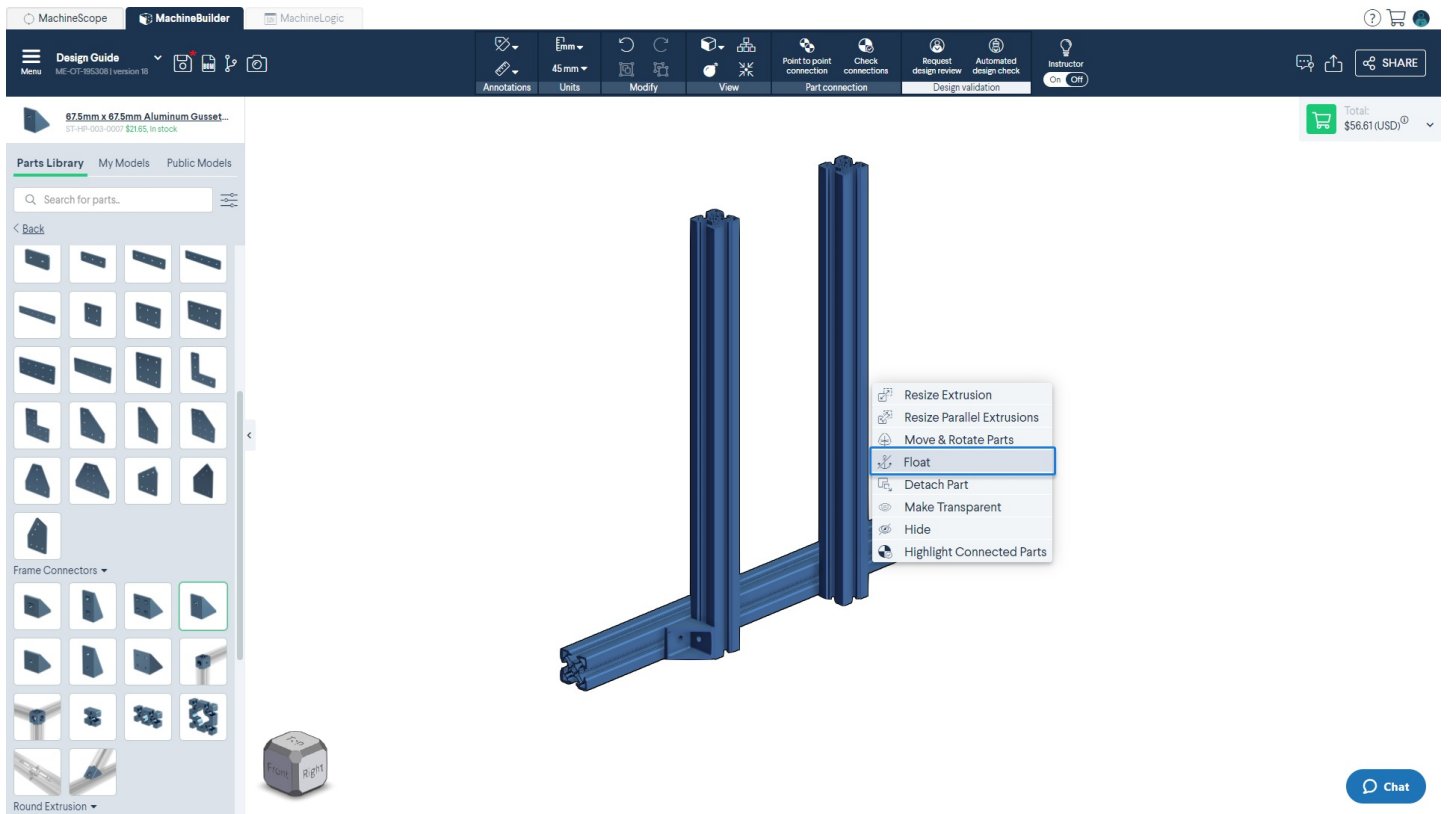 MachineScope
MachineBuilder
MachineLogic
Menu
Design Guide
ME-OT-195308 | version 18
BOM
Annotations
mm
45 mm
Units
Modify
View
Point to point
connection
Check
connections
Part connection
Request
design review
Automated
design check
Design validation
Instructor
On
Off
SHARE
67.5mm x 67.5mm Aluminum Gusset...
ST-HP-003-0007 $21.65, In stock
Total:
$56.61 (USD)
Parts Library
My Models
Public Models
Search for parts..
< Back
Frame Connectors
Round Extrusion
Resize Extrusion
Resize Parallel Extrusions
Move & Rotate Parts
Float
Detach Part
Make Transparent
Hide
Highlight Connected Parts
Top
Front
Right
Chat